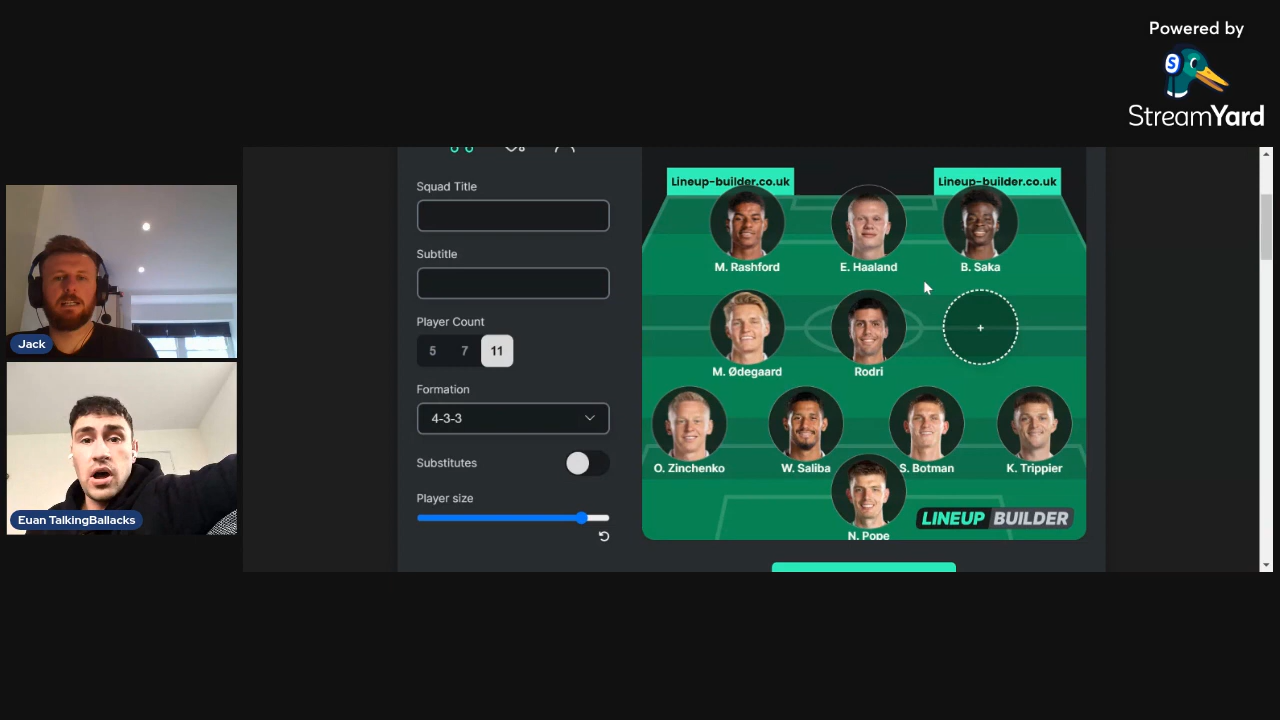 Powered by
S
StreamYard
Jack
Euan TalkingBallacks
Squad Title
Subtitle
Player Count
5 7 11
Formation
4-3-3
Substitutes
Player size
Lineup-builder.co.uk Lineup-builder.co.uk
M. Rashford E. Haaland B. Saka
+
M. Ødegaard Rodri
O. Zinchenko W. Saliba S. Botman K. Trippier
LINEUP BUILDER
N. Pope